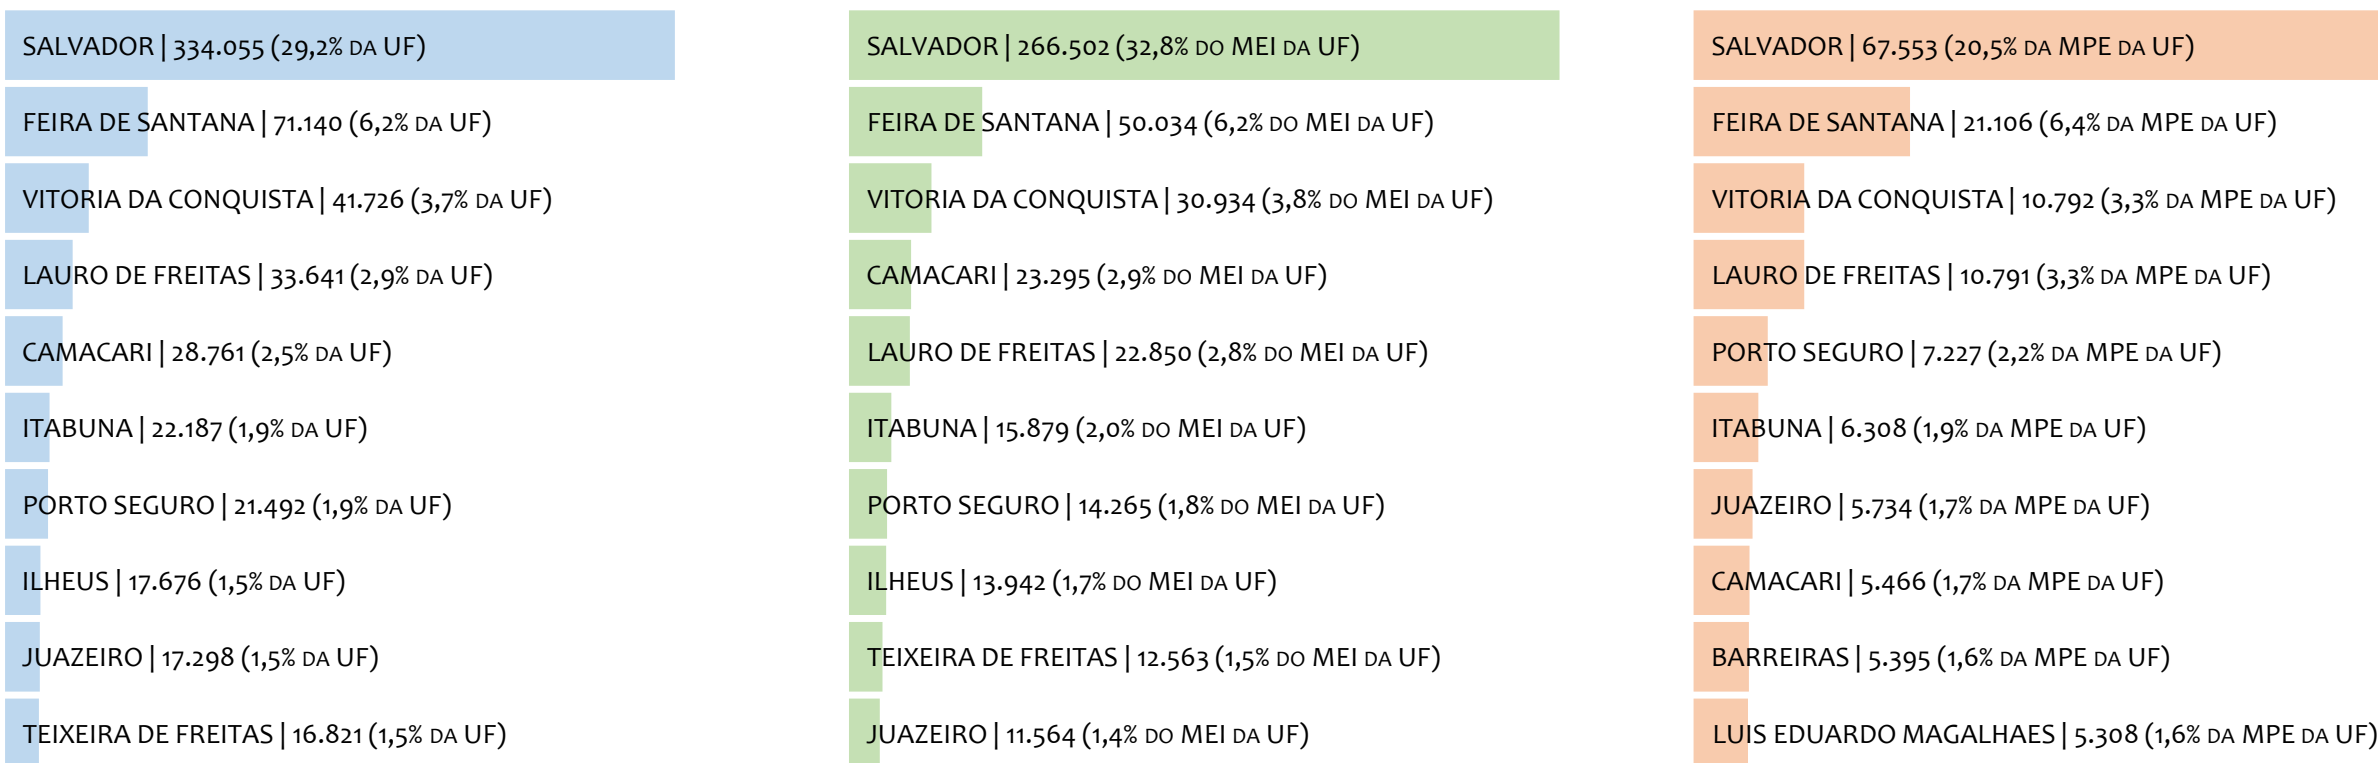 SALVADOR | 334.055 (29,2% DA UF)
FEIRA DE SANTANA | 71.140 (6,2% DA UF)
VITORIA DA CONQUISTA | 41.726 (3,7% DA UF)
LAURO DE FREITAS | 33.641 (2,9% DA UF)
CAMACARI | 28.761 (2,5% DA UF)
ITABUNA | 22.187 (1,9% DA UF)
PORTO SEGURO | 21.492 (1,9% DA UF)
ILHEUS | 17.676 (1,5% DA UF)
JUAZEIRO | 17.298 (1,5% DA UF)
TEIXEIRA DE FREITAS | 16.821 (1,5% DA UF)
SALVADOR | 266.502 (32,8% DO MEI DA UF)
FEIRA DE SANTANA | 50.034 (6,2% DO MEI DA UF)
VITORIA DA CONQUISTA | 30.934 (3,8% DO MEI DA UF)
CAMACARI | 23.295 (2,9% DO MEI DA UF)
LAURO DE FREITAS | 22.850 (2,8% DO MEI DA UF)
ITABUNA | 15.879 (2,0% DO MEI DA UF)
PORTO SEGURO | 14.265 (1,8% DO MEI DA UF)
ILHEUS | 13.942 (1,7% DO MEI DA UF)
TEIXEIRA DE FREITAS | 12.563 (1,5% DO MEI DA UF)
JUAZEIRO | 11.564 (1,4% DO MEI DA UF)
SALVADOR | 67.553 (20,5% DA MPE DA UF)
FEIRA DE SANTANA | 21.106 (6,4% DA MPE DA UF)
VITORIA DA CONQUISTA | 10.792 (3,3% DA MPE DA UF)
LAURO DE FREITAS | 10.791 (3,3% DA MPE DA UF)
PORTO SEGURO | 7.227 (2,2% DA MPE DA UF)
ITABUNA | 6.308 (1,9% DA MPE DA UF)
JUAZEIRO | 5.734 (1,7% DA MPE DA UF)
CAMACARI | 5.466 (1,7% DA MPE DA UF)
BARREIRAS | 5.395 (1,6% DA MPE DA UF)
LUIS EDUARDO MAGALHAES | 5.308 (1,6% DA MPE DA UF)